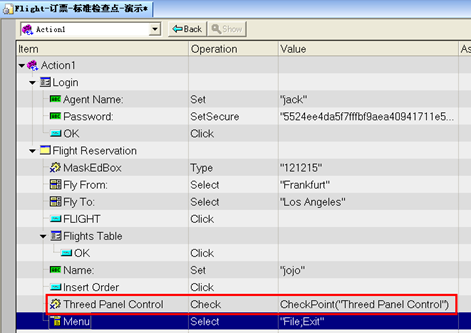 Flight-订票-标准检查点-演示*
Action1 Back Show
Item Operation Value As
Action1
Login
Agent Name: Set "jack"
Password: SetSecure "5524ee4da5f7fffbf9aea40941711e5...
OK Click
Flight Reservation
MaskEdBox Type "121215"
Fly From: Select "Frankfurt"
Fly To: Select "Los Angeles"
FLIGHT Click
Flights Table
OK Click
Name: Set "jojo"
Insert Order Click
Threed Panel Control Check CheckPoint("Threed Panel Control")
Menu Select "File;Exit"